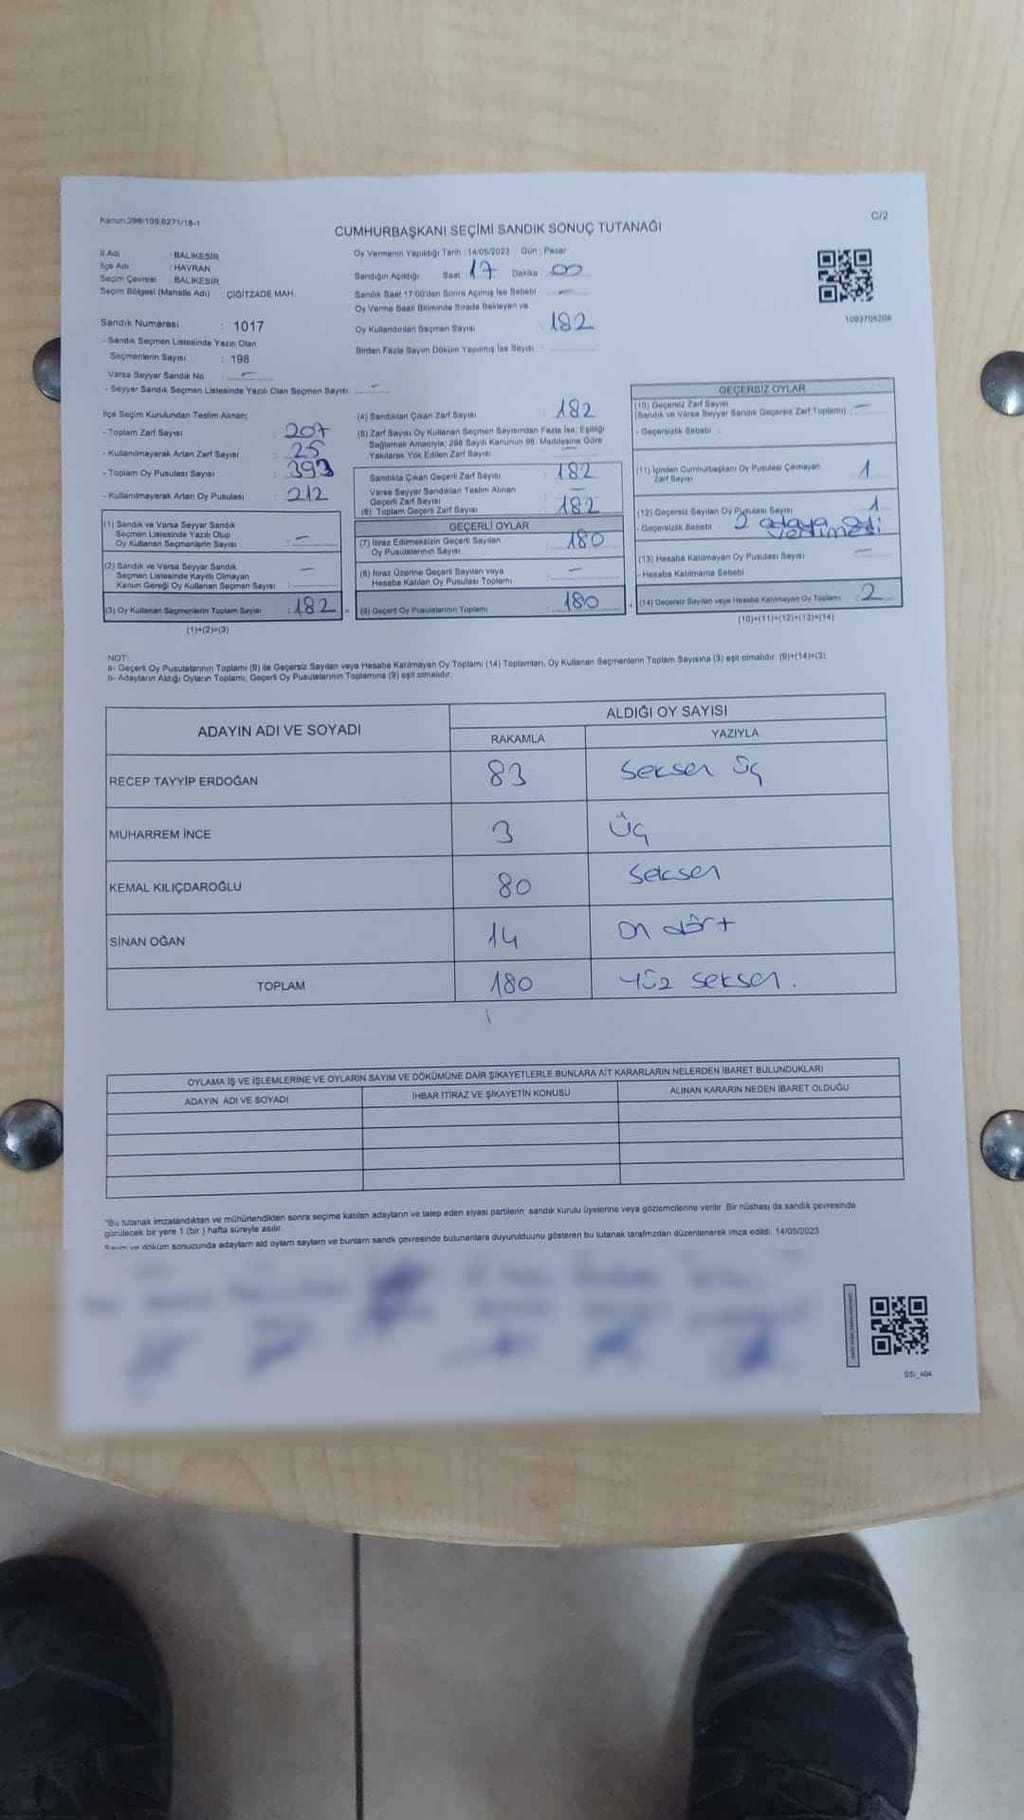 Kanun:298/109,6271/18-1
C/2
CUMHURBAŞKANI SEÇİMİ SANDIK SONUÇ TUTANAĞI
İl Adı : BALIKESİR
İlçe Adı : HAVRAN
Seçim Çevresi : BALIKESİR
Seçim Bölgesi (Mahalle Adı) : ÇİĞİTZADE MAH.
Sandık Numarası : 1017
- Sandık Seçmen Listesinde Yazılı Olan
Seçmenlerin Sayısı : 198
Varsa Seyyar Sandık No —
- Seyyar Sandık Seçmen Listesinde Yazılı Olan Seçmen Sayısı : —
Oy Vermenin Yapıldığı Tarih : 14/05/2023 Gün : Pazar
Sandığın Açıldığı Saat 17 Dakika 00
Sandık Saat 17:00'den Sonra Açılmış İse Sebebi —
Oy Verme Saati Bitiminde Sırada Bekleyen ve
Oy Kullandırılan Seçmen Sayısı : 182
Birden Fazla Sayım Döküm Yapılmış İse Sayısı
1093705206
İlçe Seçim Kurulundan Teslim Alınan;
- Toplam Zarf Sayısı : 207
- Kullanılmayarak Artan Zarf Sayısı : 25
- Toplam Oy Pusulası Sayısı : 393
- Kullanılmayarak Artan Oy Pusulası : 212
(1) Sandık ve Varsa Seyyar Sandık
Seçmen Listesinde Yazılı Olup
Oy Kullanan Seçmenlerin Sayısı : —
(2) Sandık ve Varsa Seyyar Sandık
Seçmen Listesinde Kayıtlı Olmayan
Kanun Gereği Oy Kullanan Seçmen Sayısı : —
(3) Oy Kullanan Seçmenlerin Toplam Sayısı : 182
(1)+(2)=(3)
(4) Sandıktan Çıkan Zarf Sayısı : 182
(5) Zarf Sayısı Oy Kullanan Seçmen Sayısından Fazla İse, Eşitliği
Sağlamak Amacıyla; 298 Sayılı Kanunun 98. Maddesine Göre
Yakılarak Yok Edilen Zarf Sayısı : —
Sandıkta Çıkan Geçerli Zarf Sayısı : 182
Varsa Seyyar Sandıktan Teslim Alınan
Geçerli Zarf Sayısı : —
(6) Toplam Geçerli Zarf Sayısı : 182
GEÇERLİ OYLAR
(7) İtiraz Edilmeksizin Geçerli Sayılan
Oy Pusulalarının Sayısı : 180
(8) İtiraz Üzerine Geçerli Sayılan veya
Hesaba Katılan Oy Pusulası Toplamı : —
(9) Geçerli Oy Pusulalarının Toplamı : 180
GEÇERSİZ OYLAR
(10) Geçersiz Zarf Sayısı
(Sandık ve Varsa Seyyar Sandık Geçersiz Zarf Toplamı) : —
- Geçersizlik Sebebi :
(11) İçinden Cumhurbaşkanı Oy Pusulası Çıkmayan
Zarf Sayısı : 1
(12) Geçersiz Sayılan Oy Pusulası Sayısı : 1
- Geçersizlik Sebebi : 2 adaya
(13) Hesaba Katılmayan Oy Pusulası Sayısı : —
- Hesaba Katılmama Sebebi
(14) Geçersiz Sayılan veya Hesaba Katılmayan Oy Toplamı : 2
(10)+(11)+(12)+(13)=(14)
NOT:
a- Geçerli Oy Pusulalarının Toplamı (9) ile Geçersiz Sayılan veya Hesaba Katılmayan Oy Toplamı (14) Toplamları, Oy Kullanan Seçmenlerin Toplam Sayısına (3) eşit olmalıdır. (9)+(14)=(3)
b- Adayların Aldığı Oyların Toplamı, Geçerli Oy Pusulalarının Toplamına (9) eşit olmalıdır.
ADAYIN ADI VE SOYADI
ALDIĞI OY SAYISI
RAKAMLA YAZIYLA
RECEP TAYYİP ERDOĞAN 83 Seksen Üç
MUHARREM İNCE 3 Üç
KEMAL KILIÇDAROĞLU 80 Seksen
SİNAN OĞAN 14 On dört
TOPLAM 180 Yüz seksen.
OYLAMA İŞ VE İŞLEMLERİNE VE OYLARIN SAYIM VE DÖKÜMÜNE DAİR ŞİKAYETLERLE BUNLARA AİT KARARLARIN NELERDEN İBARET BULUNDUKLARI
ADAYIN ADI VE SOYADI İHBAR İTİRAZ VE ŞİKAYETİN KONUSU ALINAN KARARIN NEDEN İBARET OLDUĞU
*Bu tutanak imzalandıktan ve mühürlendikten sonra seçime katılan adayların ve talep eden siyasi partilerin sandık kurulu üyelerine veya gözlemcilerine verilir. Bir nüshası da sandık çevresinde
görülecek bir yere 1 (bir ) hafta süreyle asılır.
Sayım ve döküm sonucunda adayların ald oyların sayların ve bunların sandk çevresinde bulunanlara duyurulduunu gösteren bu tutanak tarafmzdan düzenlenerek imza edildi. 14/05/2023
SSi_404